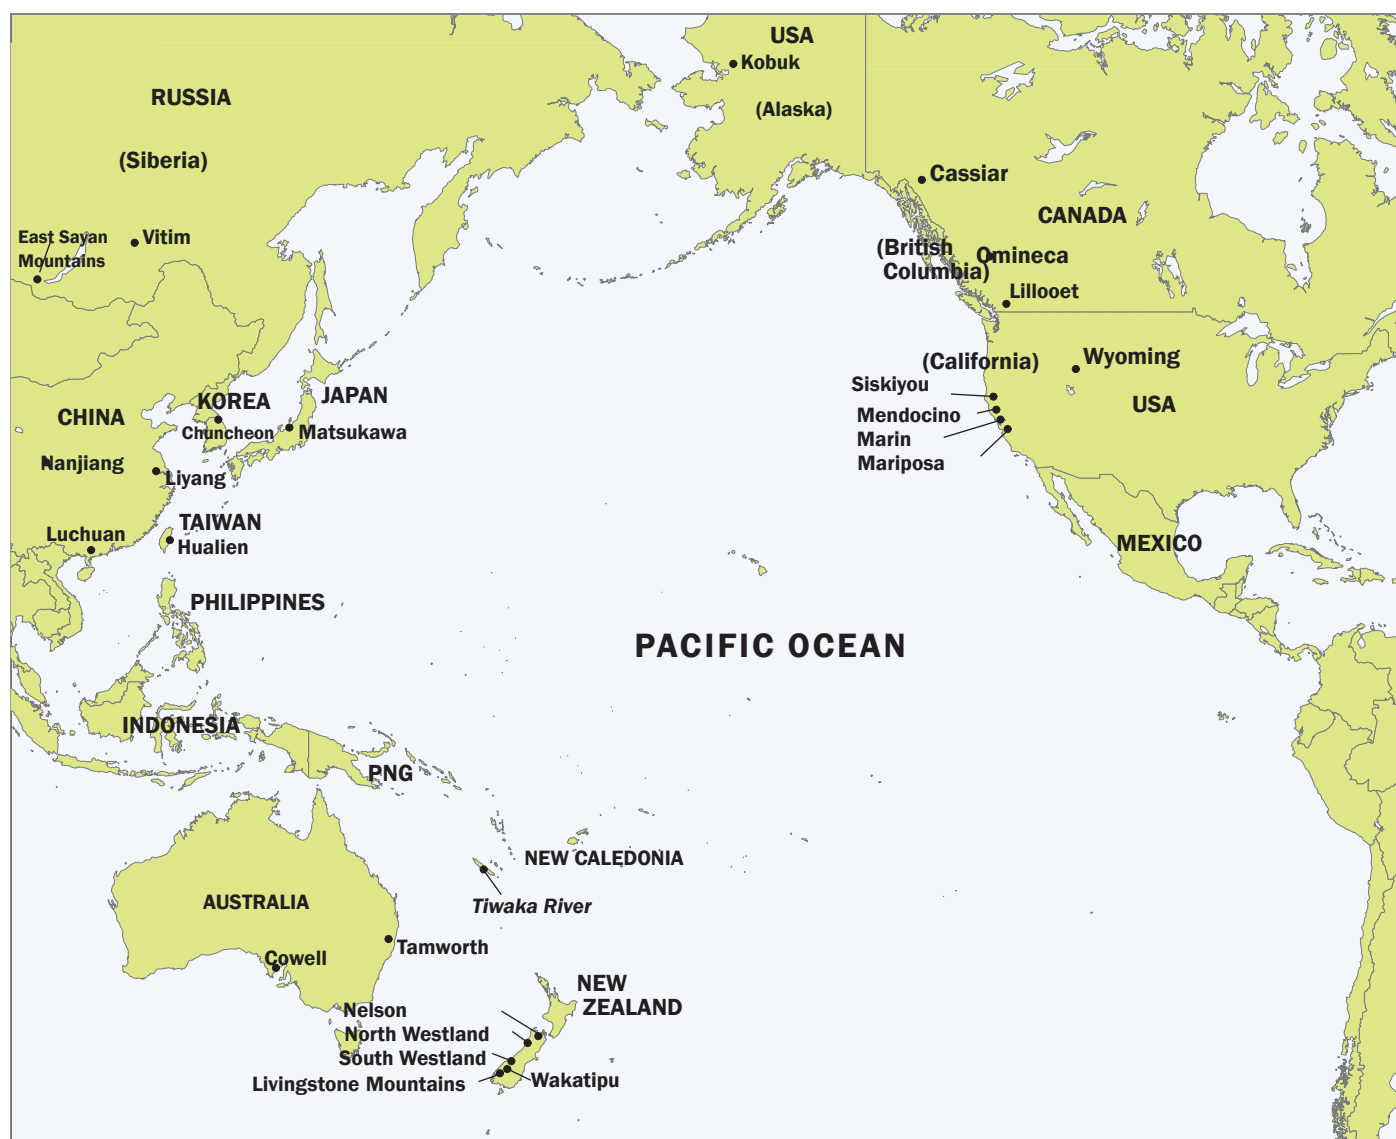 USA
Kobuk
(Alaska)
RUSSIA
(Siberia)
East Sayan
Mountains
Vitim
Cassiar
CANADA
(British
Columbia)
Omineca
Lillooet
(California)
Wyoming
Siskiyou
USA
Mendocino
Marin
Mariposa
KOREA
JAPAN
CHINA
Chuncheon
Matsukawa
Nanjiang
Liyang
TAIWAN
Luchuan
Hualien
MEXICO
PHILIPPINES
PACIFIC OCEAN
INDONESIA
PNG
NEW CALEDONIA
Tiwaka River
AUSTRALIA
Tamworth
Cowell
NEW
ZEALAND
Nelson
North Westland
South Westland
Livingstone Mountains
Wakatipu